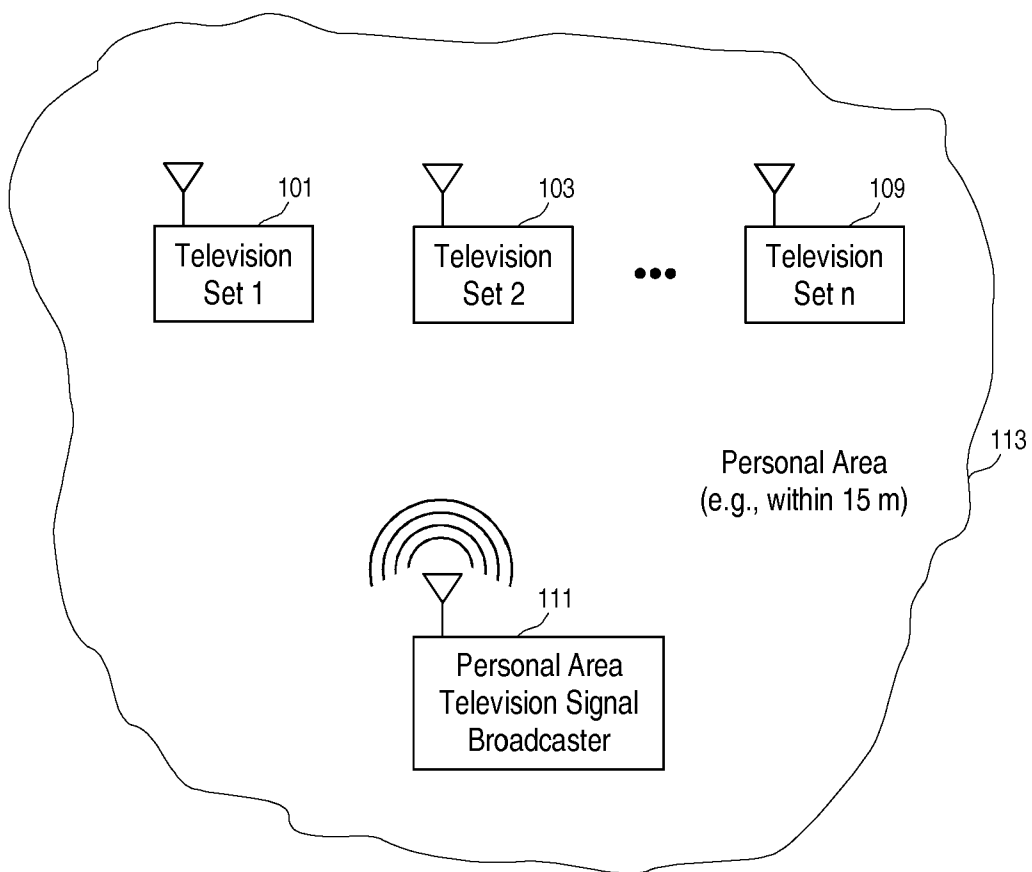 101
103
109
Television
Set 1
Television
Set 2
Television
Set n
113
Personal Area
(e.g., within 15 m)
111
Personal Area
Television Signal
Broadcaster